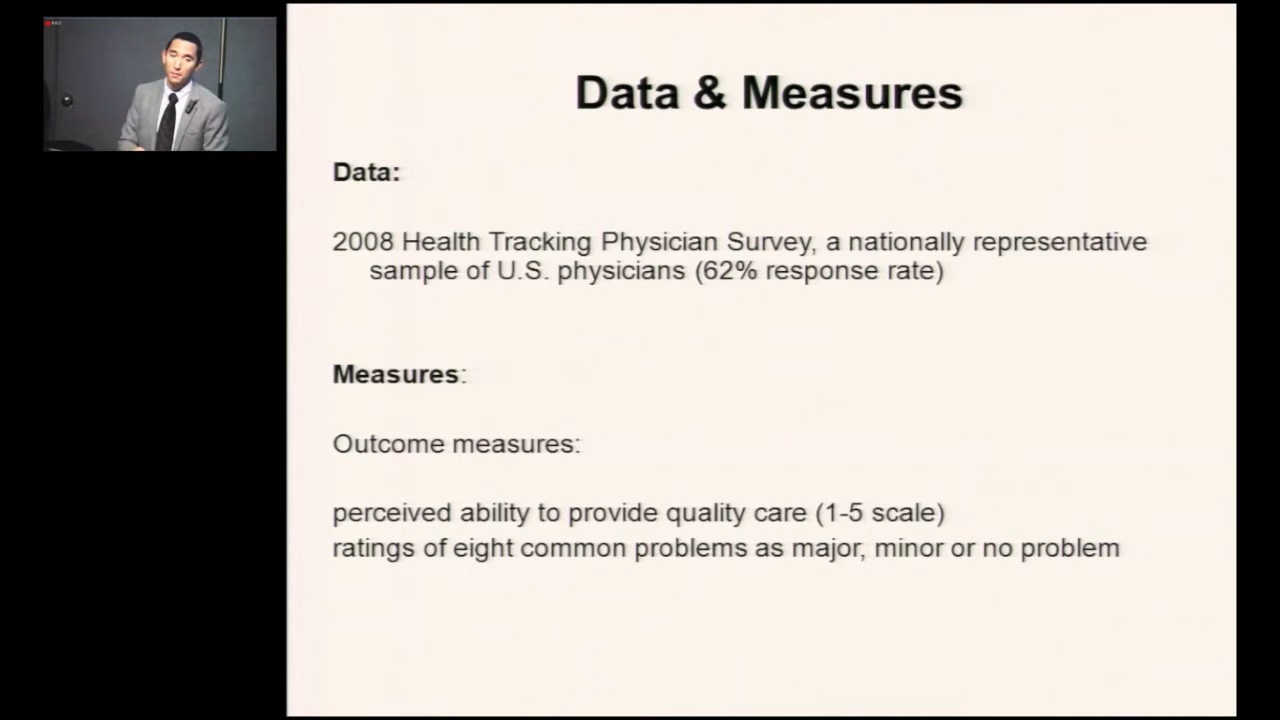 Data & Measures
Data:
2008 Health Tracking Physician Survey, a nationally representative
sample of U.S. physicians (62% response rate)
Measures:
Outcome measures:
perceived ability to provide quality care (1-5 scale)
ratings of eight common problems as major, minor or no problem